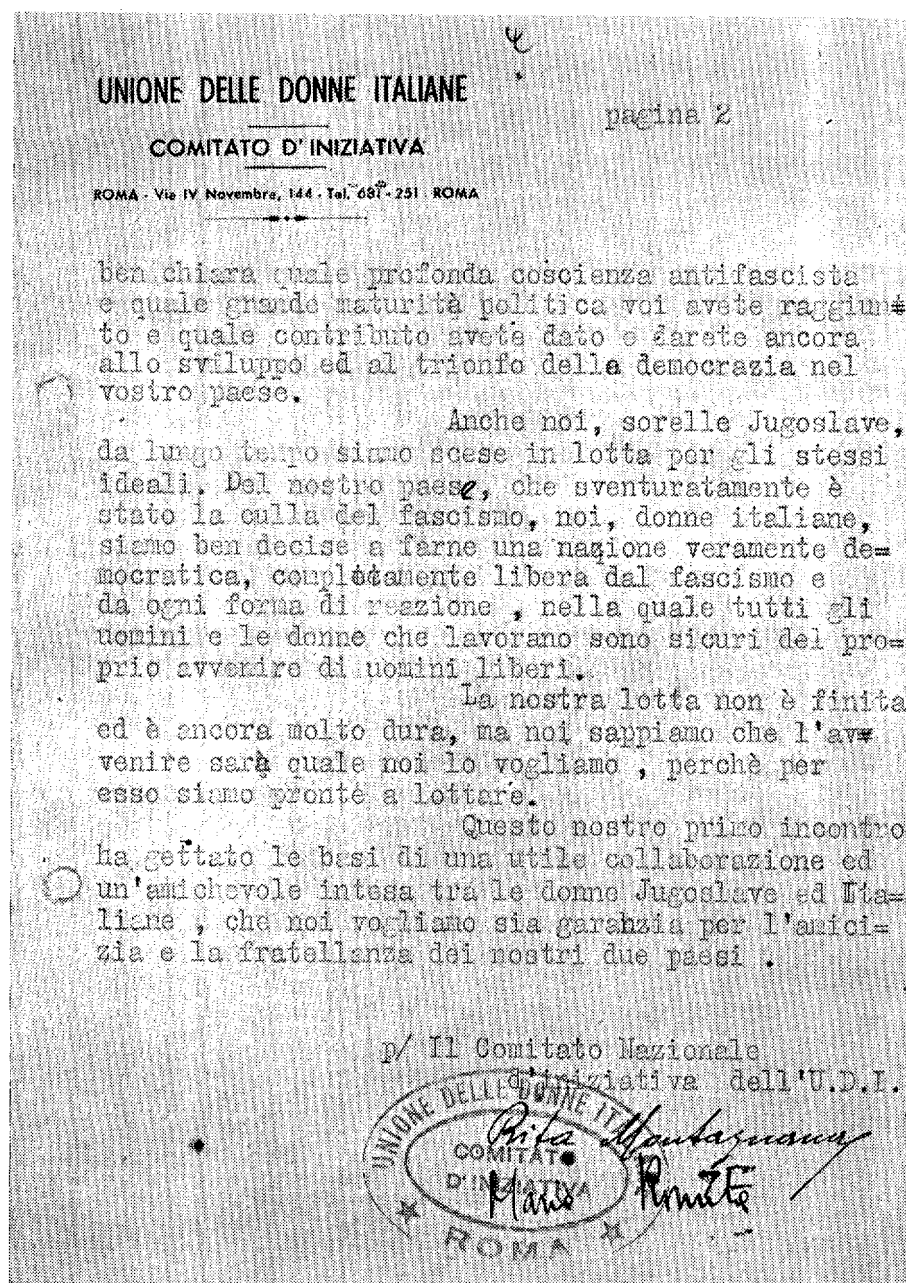 UNIONE DELLE DONNE ITALIANE
pagina 2
COMITATO D'INIZIATIVA
ROMA - Via IV Novembre, 144 - Tel. 681-251 - ROMA
ben chiara quale profonda coscienza antifascista
e quale grande maturità politica voi avete raggiun=
to e quale contributo avete dato e darete ancora
allo sviluppo ed al trionfo della democrazia nel
vostro paese.
Anche noi, sorelle Jugoslave,
da lungo tempo siamo scese in lotta per gli stessi
ideali. Del nostro paese, che sventuratamente è
stato la culla del fascismo, noi, donne italiane,
siamo ben decise a farne una nazione veramente de=
mocratica, completamente libera dal fascismo e
da ogni forma di reazione , nella quale tutti gli
uomini e le donne che lavorano sono sicuri del pro=
prio avvenire di uomini liberi.
La nostra lotta non è finita
ed è ancora molto dura, ma noi sappiamo che l'av=
venire sarà quale noi lo vogliamo , perchè per
esso siamo pronte a lottare.
Questo nostro primo incontro
ha gettato le basi di una utile collaborazione ed
un'amichevole intesa tra le donne Jugoslave ed Ita=
liane , che noi vogliamo sia garanzia per l'amici=
zia e la fratellanza dei nostri due paesi .
p/ Il Comitato Nazionale
d'iniziativa dell'U.D.I.
UNIONE DELLE DONNE ITA
COMITATO
D'INIZIATIVA
ROMA
Rita Montagnana